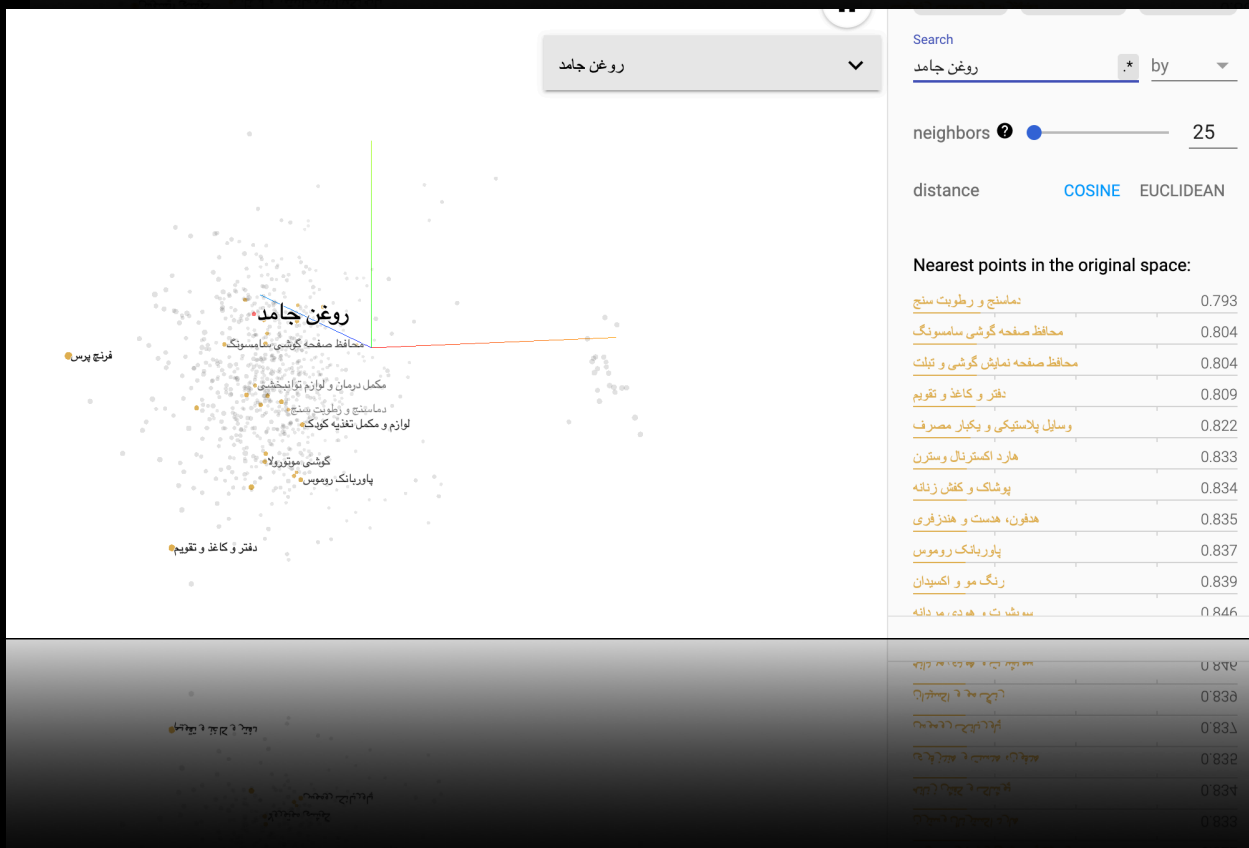 روغن جامد
Search
روغن جامد
.*
by
neighbors ? 25
distance COSINE EUCLIDEAN
Nearest points in the original space:
دماسنج و رطوبت سنج 0.793
محافظ صفحه گوشی سامسونگ 0.804
محافظ صفحه نمایش گوشی و تبلت 0.804
دفتر و کاغذ و تقویم 0.809
وسایل پلاستیکی و یکبار مصرف 0.822
هارد اکسترنال وسترن 0.833
پوشاک و کفش زنانه 0.834
هدفون، هدست و هندزفری 0.835
پاوربانک روموس 0.837
رنگ مو و اکسیدان 0.839
سویشرت و هودی مردانه 0.846
روغن جامد
محافظ صفحه گوشی سامسونگ
فرنچ پرس
مکمل درمان و لوازم توانبخشی
دماسنج و رطوبت سنج
لوازم و مکمل تغذیه کودک
گوشی موتورولا
پاوربانک روموس
دفتر و کاغذ و تقویم